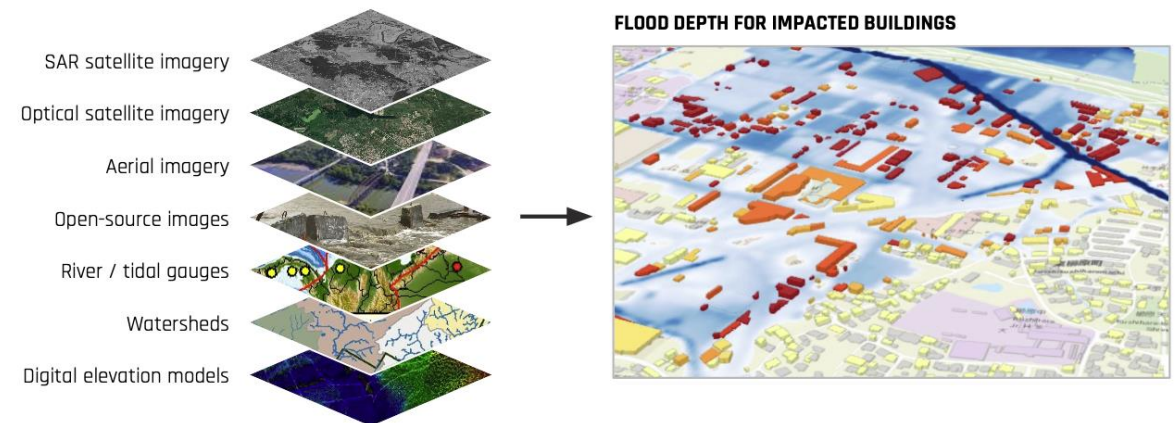 SAR satellite imagery
Optical satellite imagery
Aerial imagery
Open-source images
River / tidal gauges
Watersheds
Digital elevation models
FLOOD DEPTH FOR IMPACTED BUILDINGS